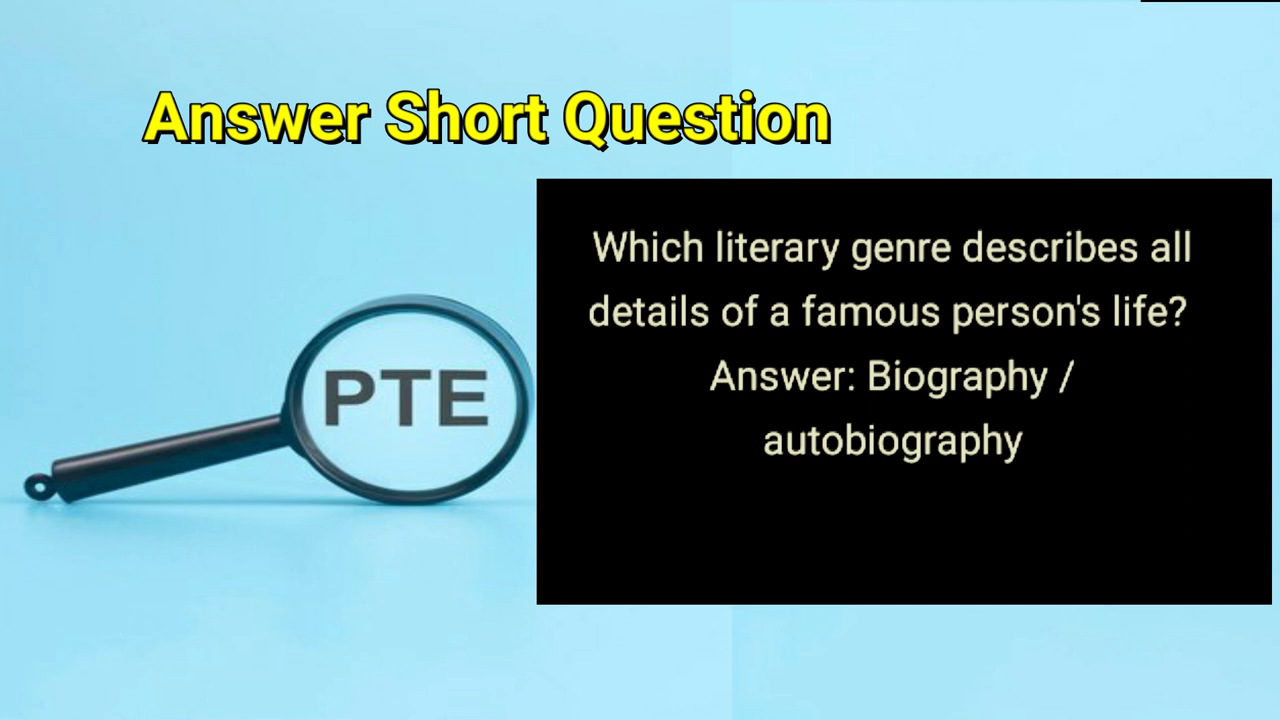 Answer Short Question
Which literary genre describes all
details of a famous person's life?
Answer: Biography /
autobiography
PTE